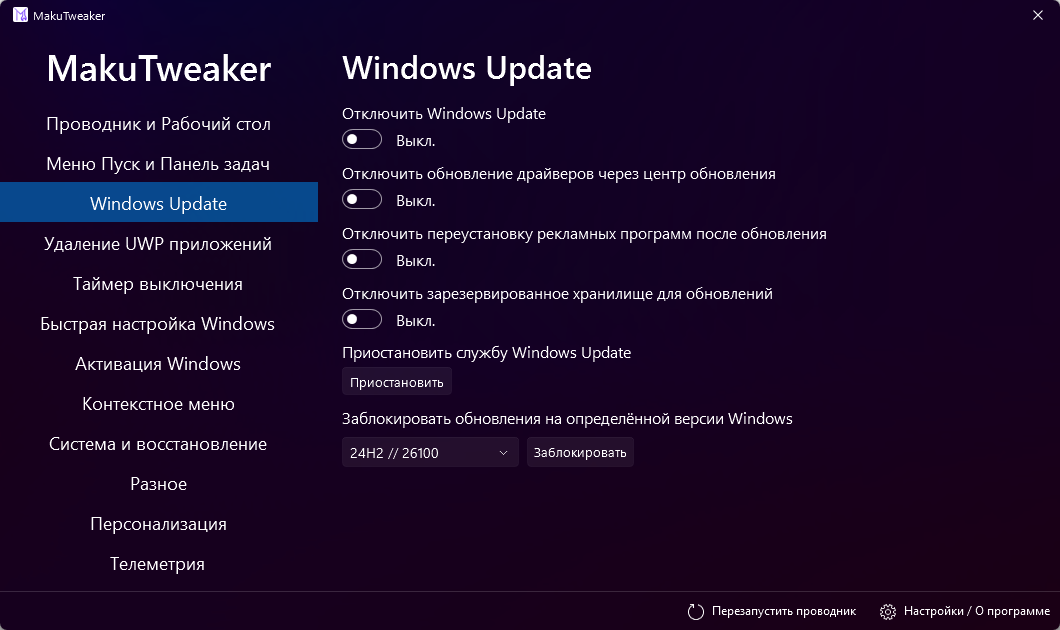 MakuTweaker
MakuTweaker
Проводник и Рабочий стол
Меню Пуск и Панель задач
Windows Update
Удаление UWP приложений
Таймер выключения
Быстрая настройка Windows
Активация Windows
Контекстное меню
Система и восстановление
Разное
Персонализация
Телеметрия
Windows Update
Отключить Windows Update
Выкл.
Отключить обновление драйверов через центр обновления
Выкл.
Отключить переустановку рекламных программ после обновления
Выкл.
Отключить зарезервированное хранилище для обновлений
Выкл.
Приостановить службу Windows Update
Приостановить
Заблокировать обновления на определённой версии Windows
24H2 // 26100
Заблокировать
Перезапустить проводник
Настройки / О программе